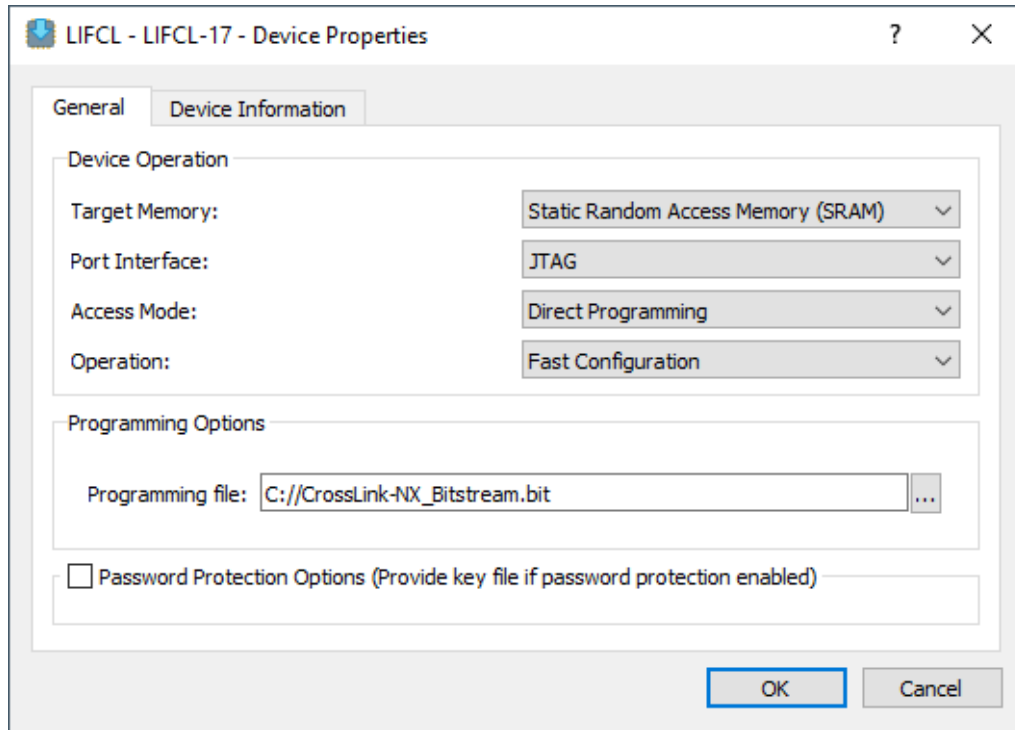 LIFCL - LIFCL-17 - Device Properties ?
General Device Information
Device Operation
Target Memory: Static Random Access Memory (SRAM)
Port Interface: JTAG
Access Mode: Direct Programming
Operation: Fast Configuration
Programming Options
Programming file: C://CrossLink-NX_Bitstream.bit ...
Password Protection Options (Provide key file if password protection enabled)
OK Cancel